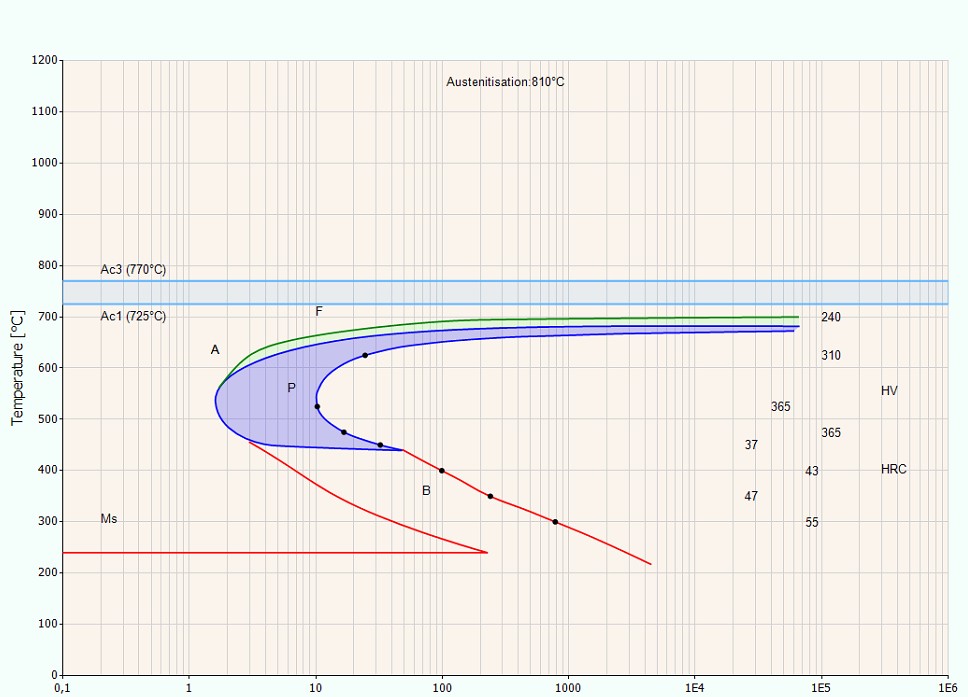 1200
Austenitisation:810°C
1100
1000
900
800
Ac3 (770°C)
700
Ac1 (725°C)
F
240
A
310
600
P
HV
365
500
365
37
400
43
HRC
B
47
Ms
300
55
200
100
0
Temperature [°C]
0,1 1 10 100 1000 1E4 1E5 1E6